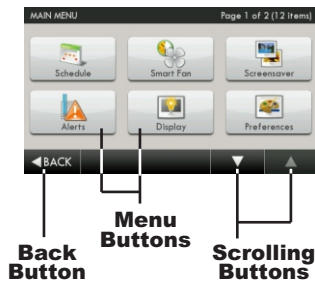 MAIN MENU Page 1 of 2 (12 items)
Schedule Smart Fan Screensaver
Alerts Display Preferences
BACK
Menu
Buttons
Back
Button
Scrolling
Buttons